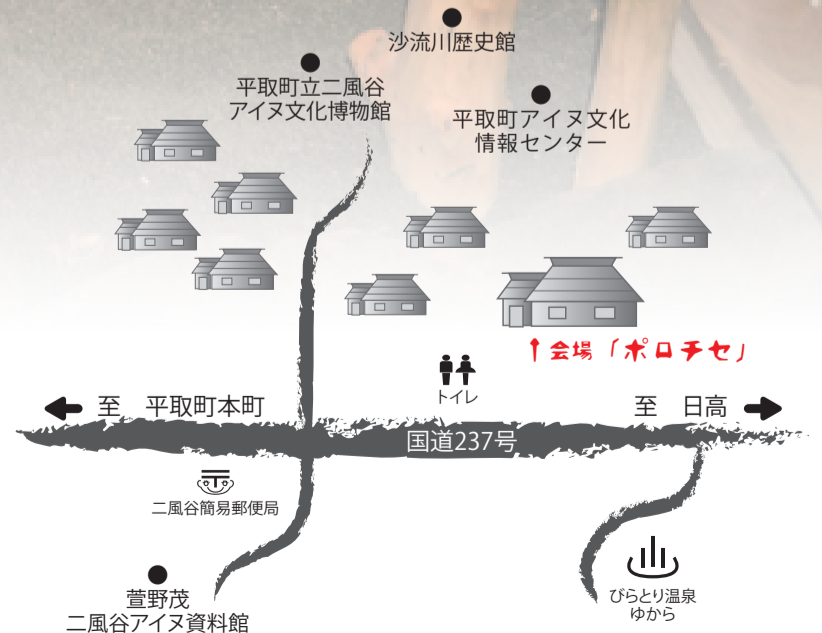 沙流川歴史館
平取町立二風谷
アイヌ文化博物館
平取町アイヌ文化
情報センター
↑会場「ポロチセ」
トイレ
← 至 平取町本町
至 日高 →
国道237号
二風谷簡易郵便局
萱野茂
二風谷アイヌ資料館
びらとり温泉
ゆから